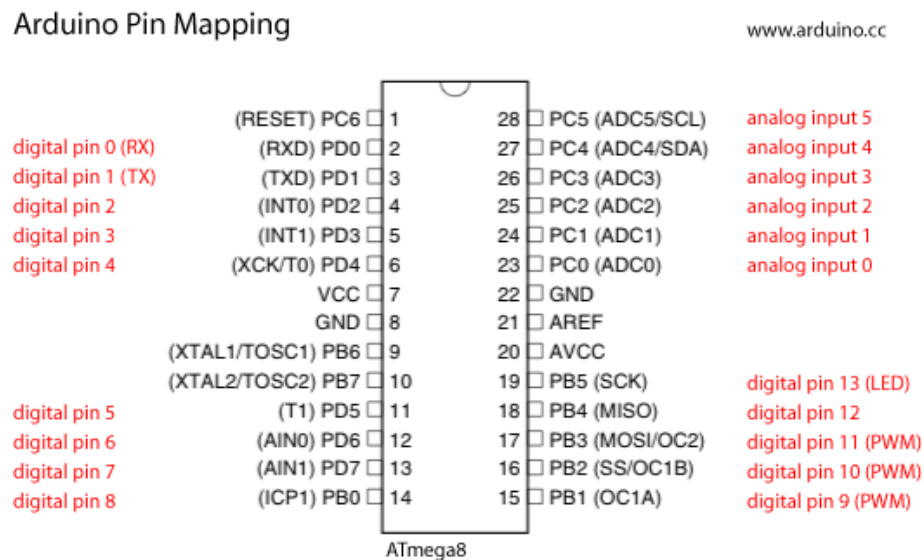 Arduino Pin Mapping www.arduino.cc
(RESET) PC6 1 28 PC5 (ADC5/SCL) analog input 5
digital pin 0 (RX) (RXD) PD0 2 27 PC4 (ADC4/SDA) analog input 4
digital pin 1 (TX) (TXD) PD1 3 26 PC3 (ADC3) analog input 3
digital pin 2 (INT0) PD2 4 25 PC2 (ADC2) analog input 2
digital pin 3 (INT1) PD3 5 24 PC1 (ADC1) analog input 1
digital pin 4 (XCK/T0) PD4 6 23 PC0 (ADC0) analog input 0
VCC 7 22 GND
GND 8 21 AREF
(XTAL1/TOSC1) PB6 9 20 AVCC
(XTAL2/TOSC2) PB7 10 19 PB5 (SCK) digital pin 13 (LED)
digital pin 5 (T1) PD5 11 18 PB4 (MISO) digital pin 12
digital pin 6 (AIN0) PD6 12 17 PB3 (MOSI/OC2) digital pin 11 (PWM)
digital pin 7 (AIN1) PD7 13 16 PB2 (SS/OC1B) digital pin 10 (PWM)
digital pin 8 (ICP1) PB0 14 15 PB1 (OC1A) digital pin 9 (PWM)
ATmega8